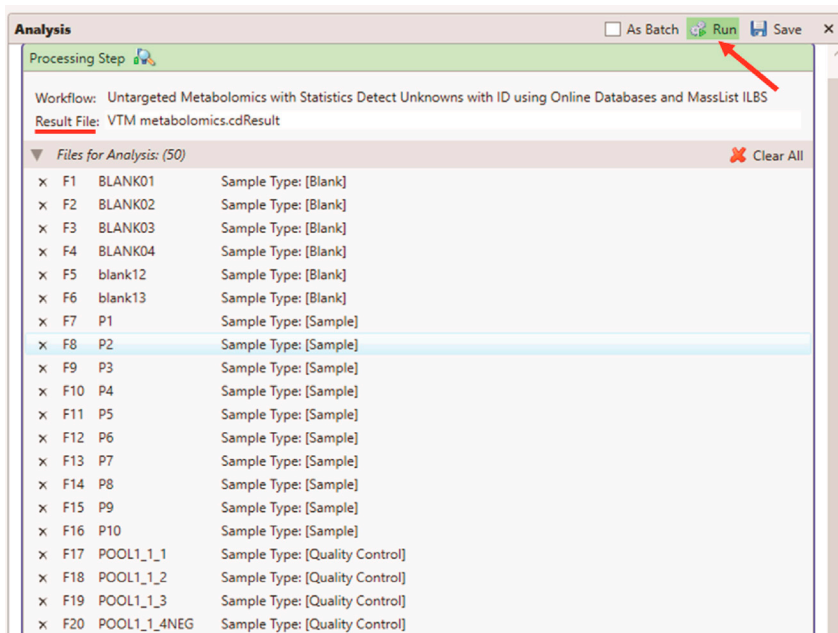 Analysis As Batch Run Save
Processing Step
Workflow: Untargeted Metabolomics with Statistics Detect Unknowns with ID using Online Databases and MassList ILBS
Result File: VTM metabolomics.cdResult
Files for Analysis: (50) Clear All
F1 BLANK01 Sample Type: [Blank]
F2 BLANK02 Sample Type: [Blank]
F3 BLANK03 Sample Type: [Blank]
F4 BLANK04 Sample Type: [Blank]
F5 blank12 Sample Type: [Blank]
F6 blank13 Sample Type: [Blank]
F7 P1 Sample Type: [Sample]
F8 P2 Sample Type: [Sample]
F9 P3 Sample Type: [Sample]
F10 P4 Sample Type: [Sample]
F11 P5 Sample Type: [Sample]
F12 P6 Sample Type: [Sample]
F13 P7 Sample Type: [Sample]
F14 P8 Sample Type: [Sample]
F15 P9 Sample Type: [Sample]
F16 P10 Sample Type: [Sample]
F17 POOL1_1_1 Sample Type: [Quality Control]
F18 POOL1_1_2 Sample Type: [Quality Control]
F19 POOL1_1_3 Sample Type: [Quality Control]
F20 POOL1_1_4NEG Sample Type: [Quality Control]